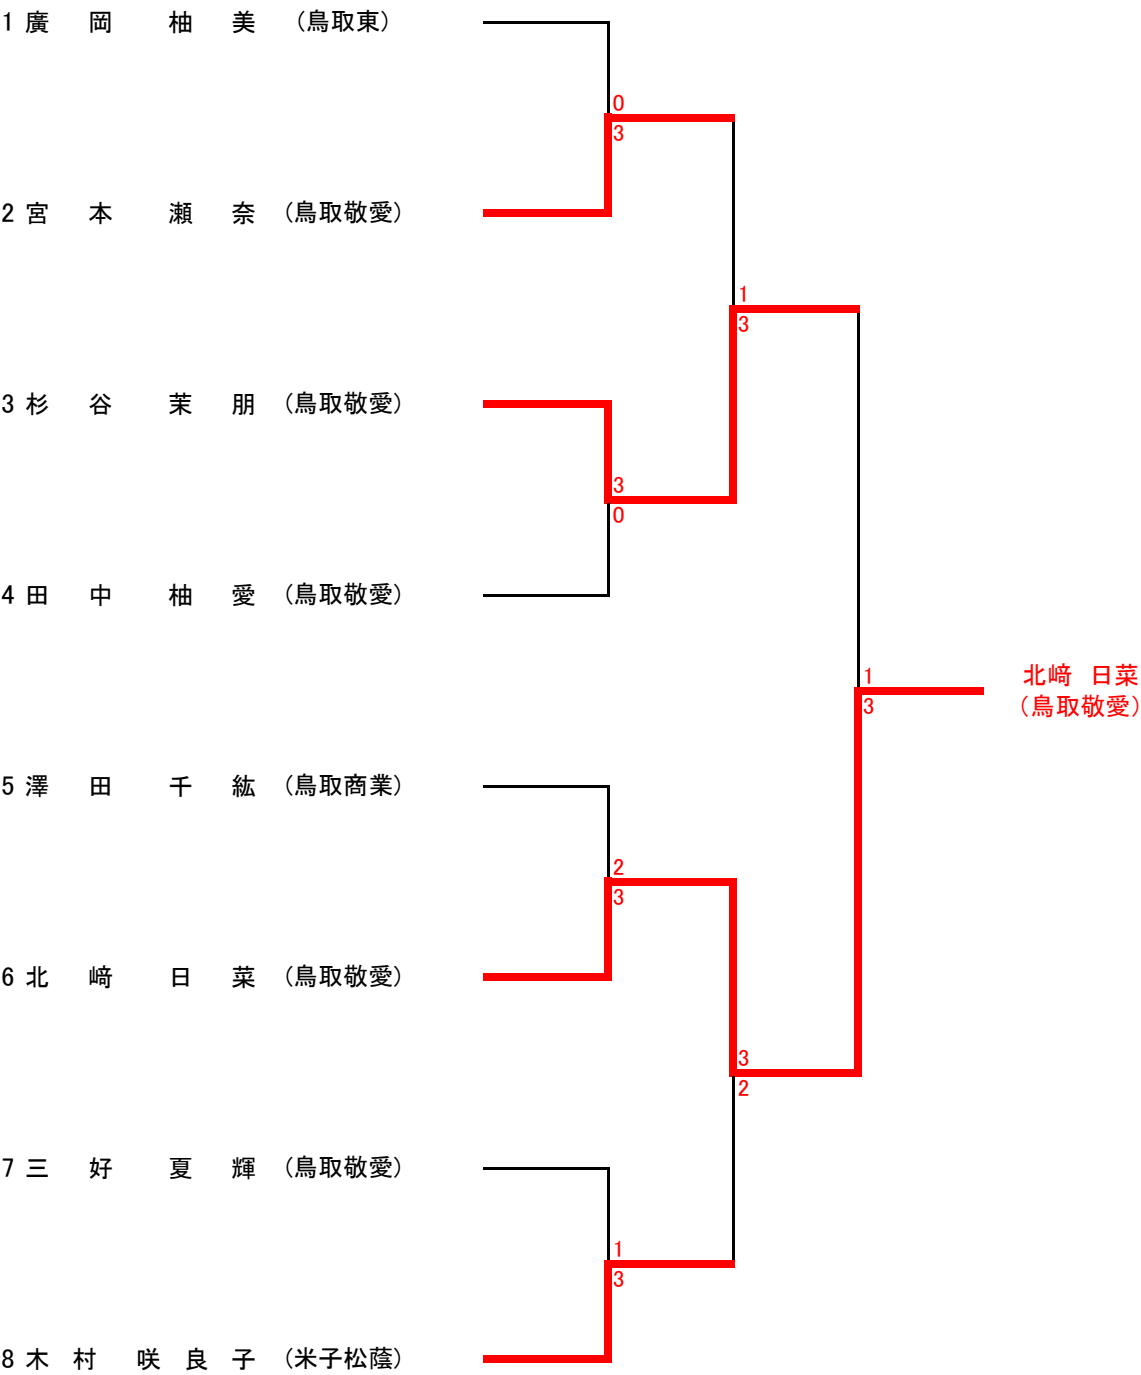 1 廣 岡 柚 美 （鳥取東）
0
3
2 宮 本 瀬 奈 （鳥取敬愛）
1
3
3 杉 谷 茉 朋 （鳥取敬愛）
3
0
4 田 中 柚 愛 （鳥取敬愛）
1
3
北﨑 日菜
（鳥取敬愛）
5 澤 田 千 紘 （鳥取商業）
2
3
6 北 﨑 日 菜 （鳥取敬愛）
3
2
7 三 好 夏 輝 （鳥取敬愛）
1
3
8 木 村 咲 良 子 （米子松蔭）